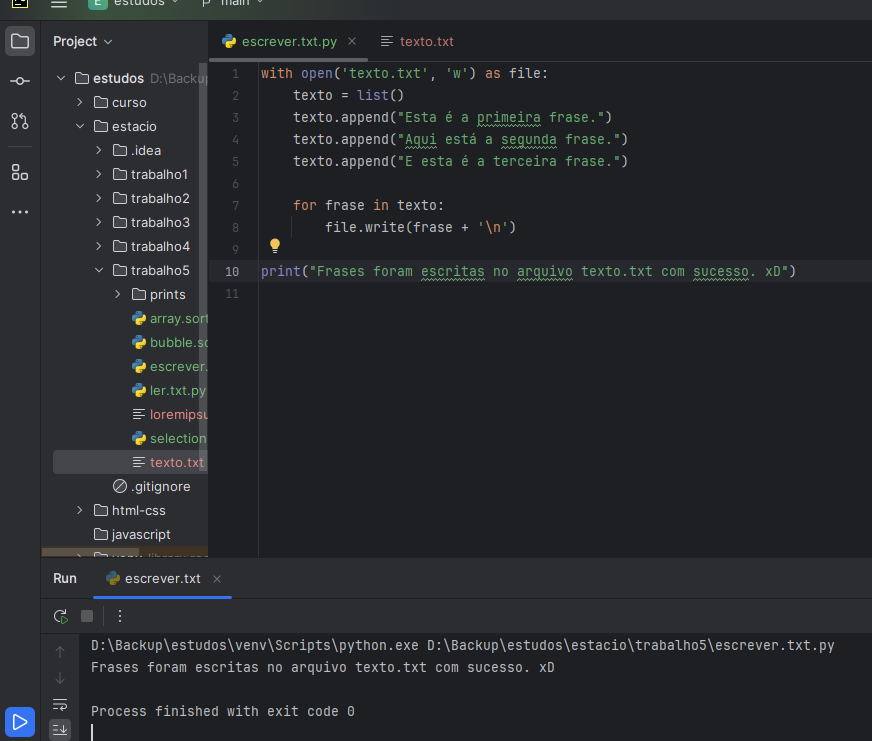 E estudos main
Project
estudos D:\Backup
curso
estacio
.idea
trabalho1
trabalho2
trabalho3
trabalho4
trabalho5
prints
array.sort
bubble.so
escrever.
ler.txt.py
loremipsu
selection
texto.txt
.gitignore
html-css
javascript
escrever.txt.py texto.txt
1 with open('texto.txt', 'w') as file:
2 texto = list()
3 texto.append("Esta é a primeira frase.")
4 texto.append("Aqui está a segunda frase.")
5 texto.append("E esta é a terceira frase.")
6
7 for frase in texto:
8 file.write(frase + '\n')
9
10 print("Frases foram escritas no arquivo texto.txt com sucesso. xD")
11
Run escrever.txt
D:\Backup\estudos\venv\Scripts\python.exe D:\Backup\estudos\estacio\trabalho5\escrever.txt.py
Frases foram escritas no arquivo texto.txt com sucesso. xD
Process finished with exit code 0